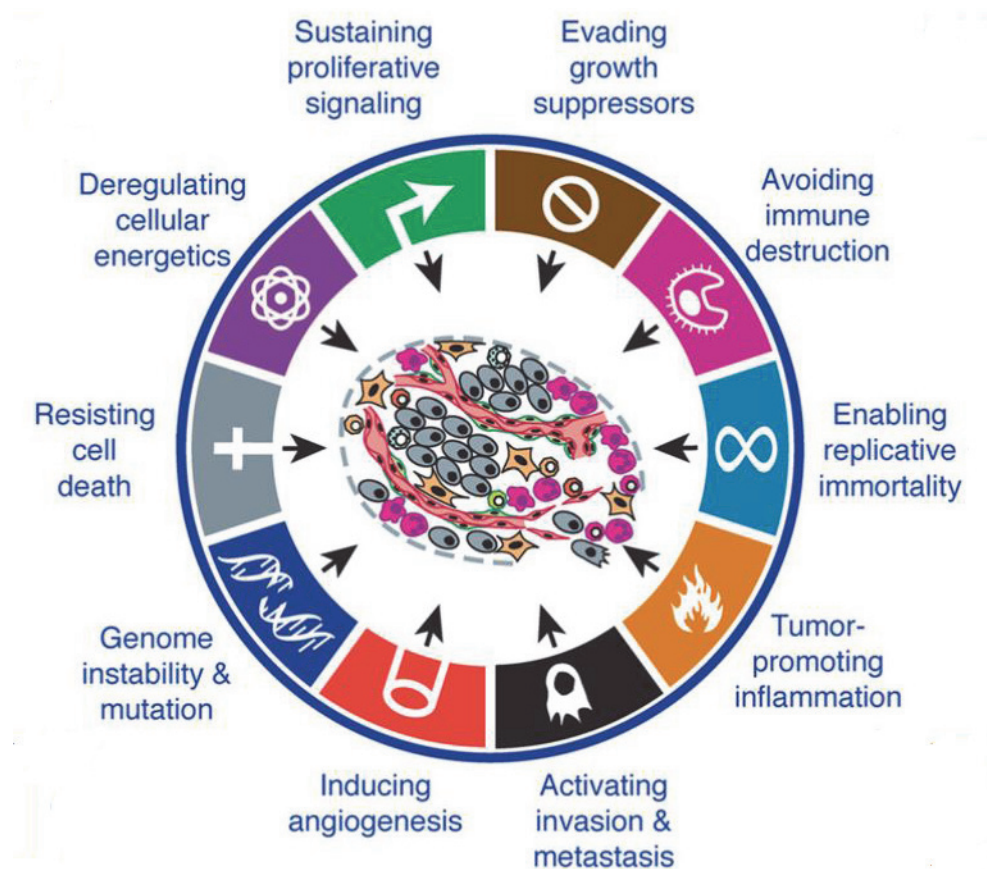 Sustaining
proliferative
signaling
Evading
growth
suppressors
Avoiding
immune
destruction
Enabling
replicative
immortality
Tumor-
promoting
inflammation
Activating
invasion &
metastasis
Inducing
angiogenesis
Genome
instability &
mutation
Resisting
cell
death
Deregulating
cellular
energetics